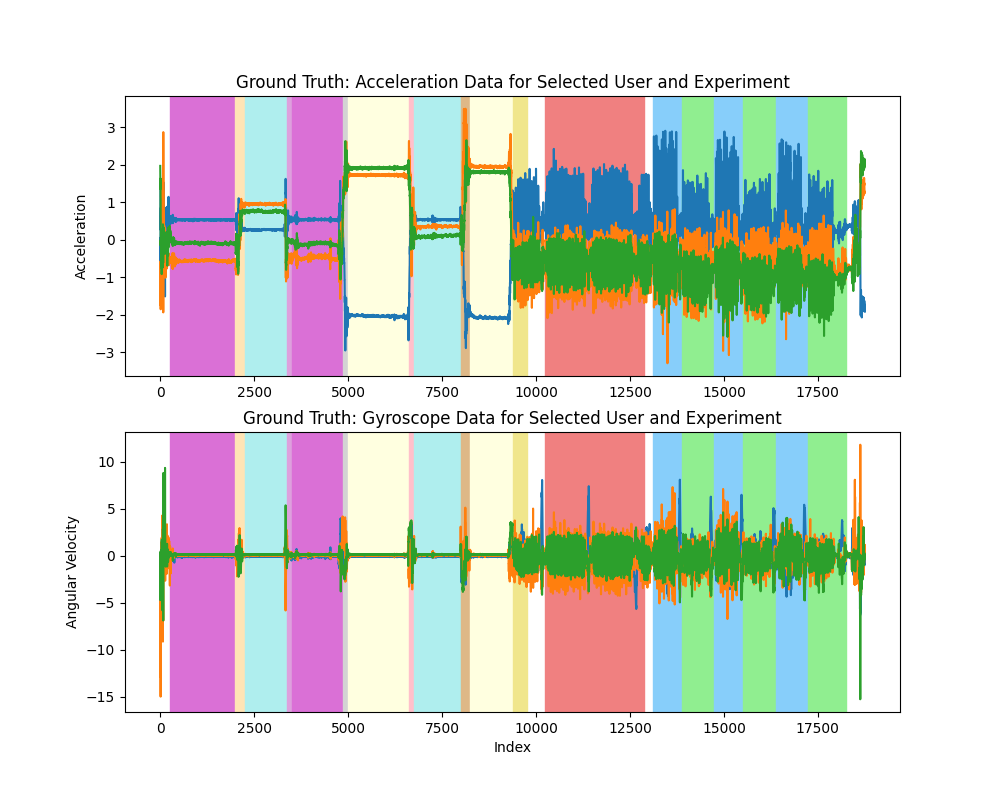 Ground Truth: Acceleration Data for Selected User and Experiment
Acceleration
3
2
1
0
−1
−2
−3
0 2500 5000 7500 10000 12500 15000 17500
Ground Truth: Gyroscope Data for Selected User and Experiment
Angular Velocity
10
5
0
−5
−10
−15
0 2500 5000 7500 10000 12500 15000 17500
Index